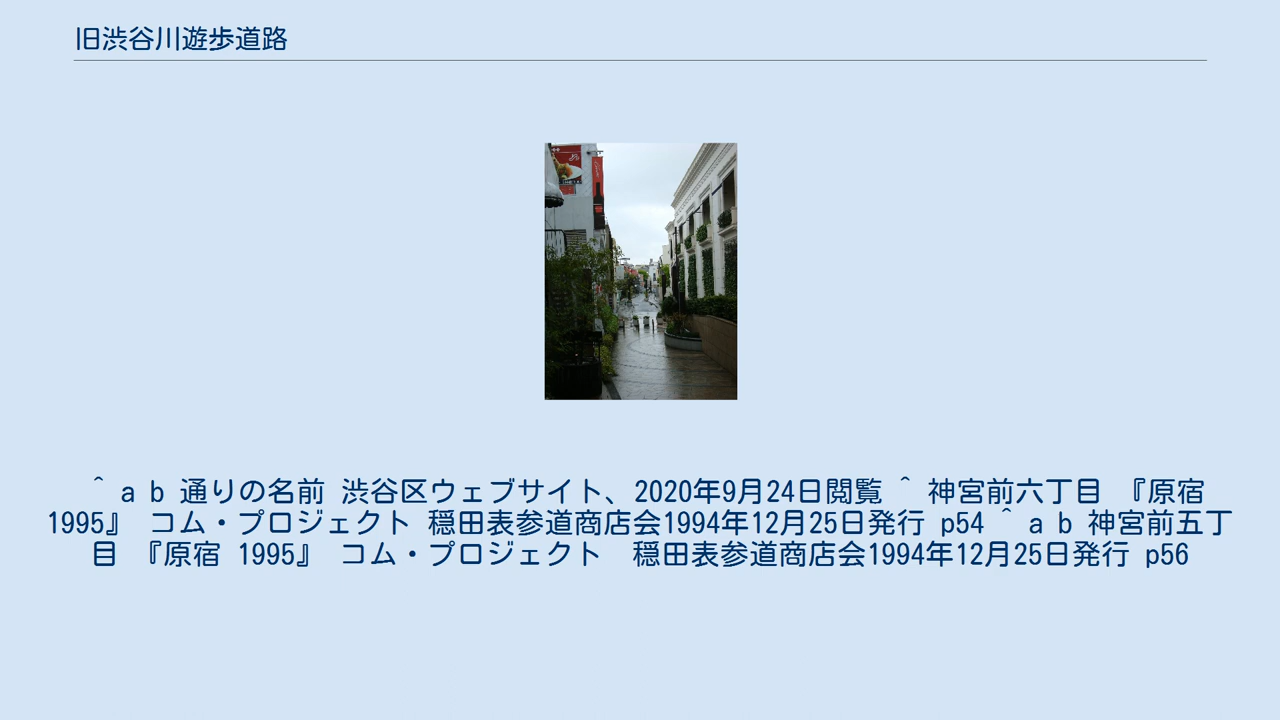 旧渋谷川遊歩道路
^ a b 通りの名前 渋谷区ウェブサイト、2020年9月24日閲覧 ^ 神宮前六丁目 『原宿
1995』 コム・プロジェクト 穏田表参道商店会1994年12月25日発行 p54 ^ a b 神宮前五丁
目 『原宿 1995』 コム・プロジェクト 穏田表参道商店会1994年12月25日発行 p56